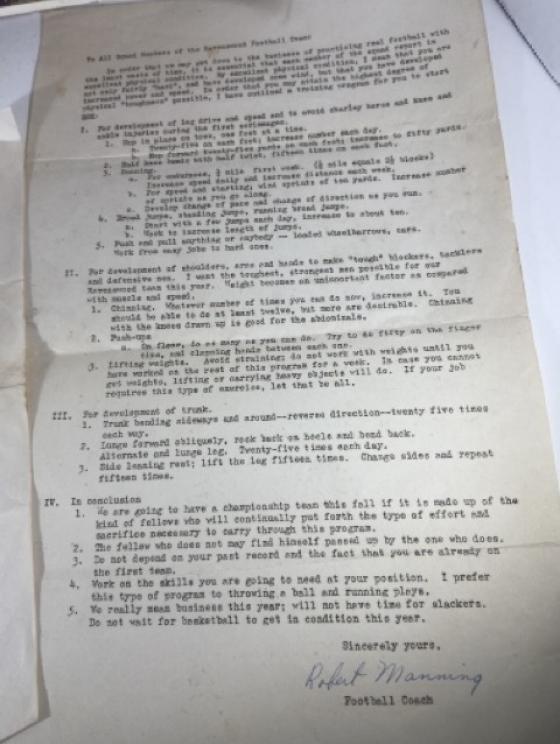 To All Squad Members of the Ravenswood Football Team:
In order that we may get down to the business of practicing real football with
the least waste of time, it is essential that each member of the squad report in
excellent physical condition. By excellent physical condition, I mean that you are
not only fairly "hard", and have developed some wind, but that you have developed
increased power and speed. In order that you may attain the highest degree of
physical "toughness" possible, I have outlined a training program for you to start
NOW:
I. For development of leg drive and speed and to avoid charley horse and knee and
ankle injuries during the first scrimmages.
1. Hop in place on toes, one foot at a time.
a. Twenty-five on each foot; increase number each day.
b. Hop forward twenty-five yards on each foot; increase to fifty yards.
2. Half knee bends with half twist, fifteen times on each foot.
3. Running.
a. For endurance, ½ mile first week. (½ mile equals blocks)
Increase speed daily and increase distance each week.
b. For speed and starting, wind sprints of ten yards. Increase number
of sprints as you go along.
c. Develop change of pace and change of direction as you run.
4. Broad jumps, standing jumps, running broad jumps.
a. Start with a few jumps each day, increase to about ten.
b. Work to increase length of jumps.
5. Push and pull anything or anybody -- loaded wheelbarrows, cars.
Work from easy jobs to hard ones.
II. For development of shoulders, arms and hands to make "tough" blockers, tacklers
and defensive men. I want the toughest, strongest men possible for our
Ravenswood team this year. Weight becomes an unimportant factor as compared
with muscle and speed.
1. Chinning. Whatever number of times you can do now, increase it. You
should be able to do at least twelve, but more are desirable. Chinning
with the knees drawn up is good for the abdominals.
2. Push-ups
a. On floor, do as many as you can do. Try to do fifty on the finger
tips, and clapping hands between each one.
3. Lifting weights. Avoid straining; do not work with weights until you
have worked on the rest of this program for a week. In case you cannot
get weights, lifting or carrying heavy objects will do. If your job
requires this type of exercise, let that be all.
III. For development of trunk.
1. Trunk bending sideways and around--reverse direction--twenty five times
each way.
2. Lunge forward obliquely, rock back on heels and bend back.
Alternate and lunge leg. Twenty-five times each day.
3. Side leaning rest; lift the leg fifteen times. Change sides and repeat
fifteen times.
IV. In conclusion
1. We are going to have a championship team this fall if it is made up of the
kind of fellows who will continually put forth the type of effort and
sacrifice necessary to carry through this program.
2. The fellow who does not may find himself passed up by the one who does.
3. Do not depend on your past record and the fact that you are already on
the first team.
4. Work on the skills you are going to need at your position. I prefer
this type of program to throwing a ball and running plays.
5. We really mean business this year; will not have time for slackers.
Do not wait for basketball to get in condition this year.
Sincerely yours,
Robert Manning
Football Coach